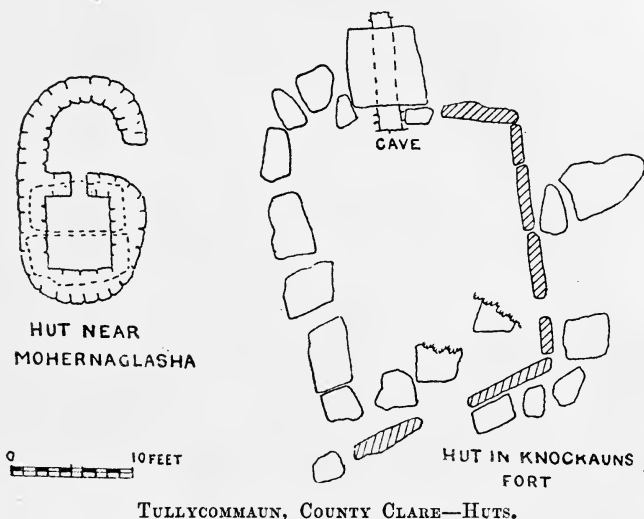 CAVE
HUT NEAR
MOHERNAGLASHA
0 10 FEET
HUT IN KNOCKAUNS
FORT
TULLYCOMMAUN, COUNTY CLARE—HUTS.